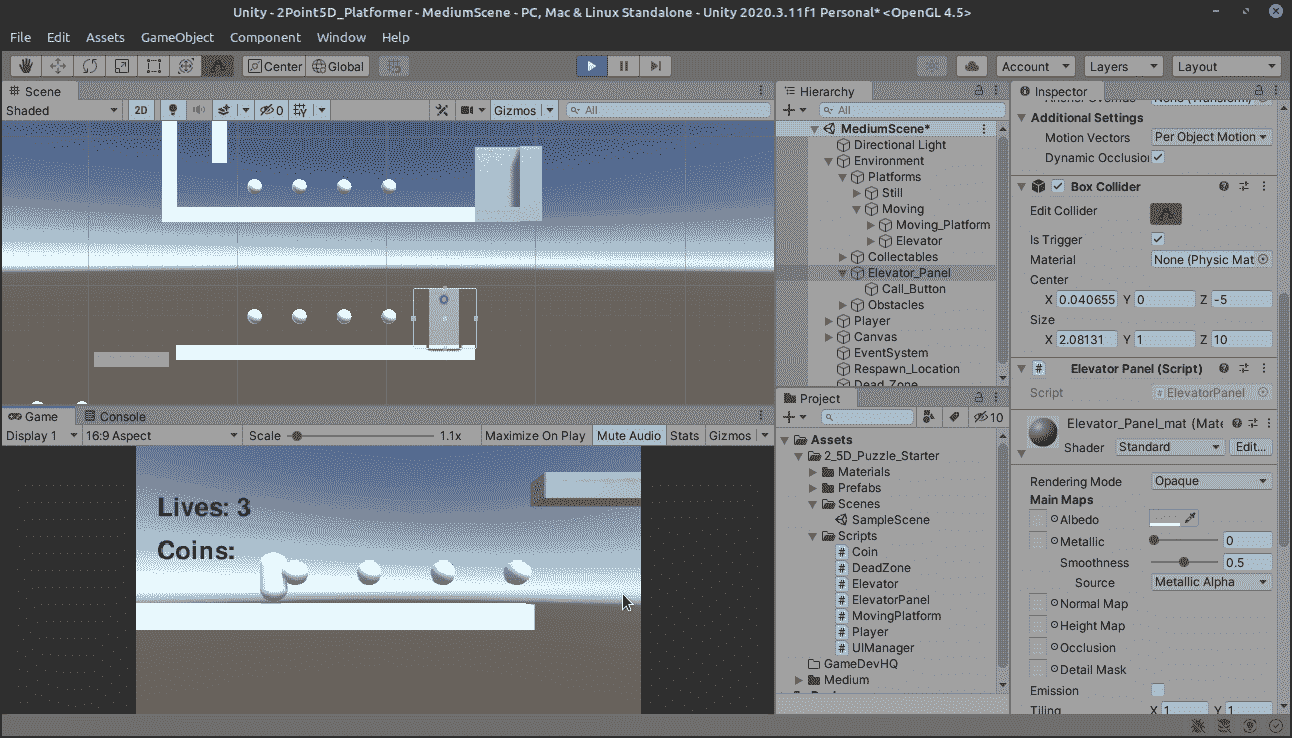 Unity - 2Point5D_Platformer - MediumScene - PC, Mac & Linux Standalone - Unity 2020.3.11f1 Personal* <OpenGL 4.5>
File Edit Assets GameObject Component Window Help
Center Global Account Layers Layout
Scene
Shaded 2D 0 Gizmos All
Hierarchy
All
MediumScene*
Directional Light
Environment
Platforms
Still
Moving
Moving_Platform
Elevator
Collectables
Elevator_Panel
Call_Button
Obstacles
Player
Canvas
EventSystem
Respawn_Location
Dead_Zone
Game Console
Display 1 16:9 Aspect Scale 1.1x Maximize On Play Mute Audio Stats Gizmos
Lives: 3
Coins:
Project
10
Assets
2_5D_Puzzle_Starter
Materials
Prefabs
Scenes
SampleScene
Scripts
Coin
DeadZone
Elevator
ElevatorPanel
MovingPlatform
Player
UIManager
GameDevHQ
Medium
Inspector
Additional Settings
Motion Vectors Per Object Motion
Dynamic Occlusion
Box Collider
Edit Collider
Is Trigger
Material None (Physic Mat
Center
X 0.040655 Y 0 Z -5
Size
X 2.08131 Y 1 Z 10
# Elevator Panel (Script)
Script # ElevatorPanel
Elevator_Panel_mat (Mate
Shader Standard Edit...
Rendering Mode Opaque
Main Maps
Albedo
Metallic 0
Smoothness 0.5
Source Metallic Alpha
Normal Map
Height Map
Occlusion
Detail Mask
Emission
Tiling X 1 Y 1